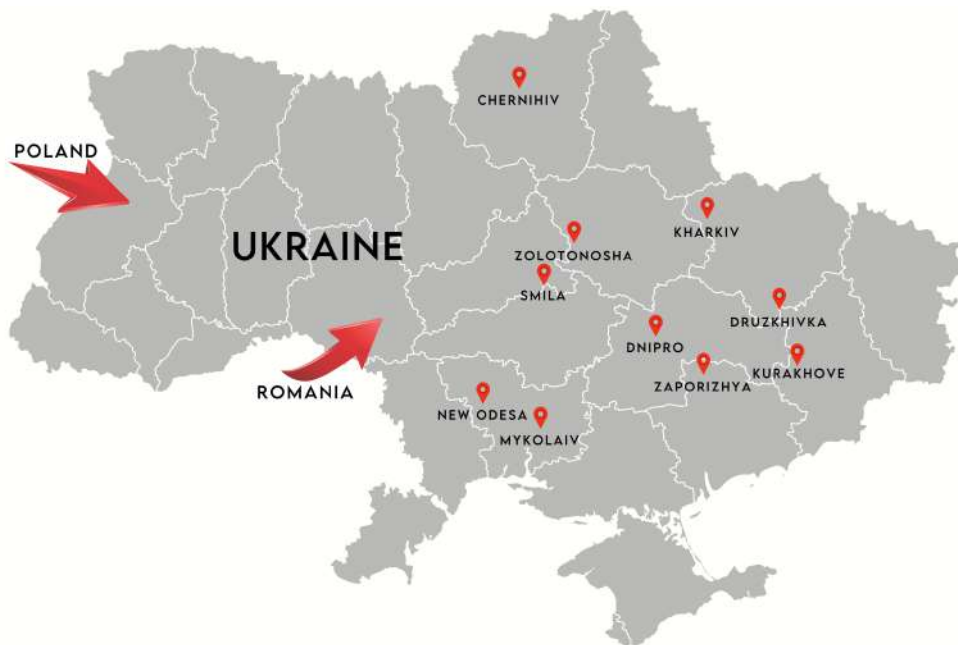 CHERNIHIV
POLAND
KHARKIV
UKRAINE
ZOLOTONOSHA
SMILA
DRUZKHIVKA
DNIPRO
KURAKHOVE
ZAPORIZHYA
ROMANIA
NEW ODESA
MYKOLAIV